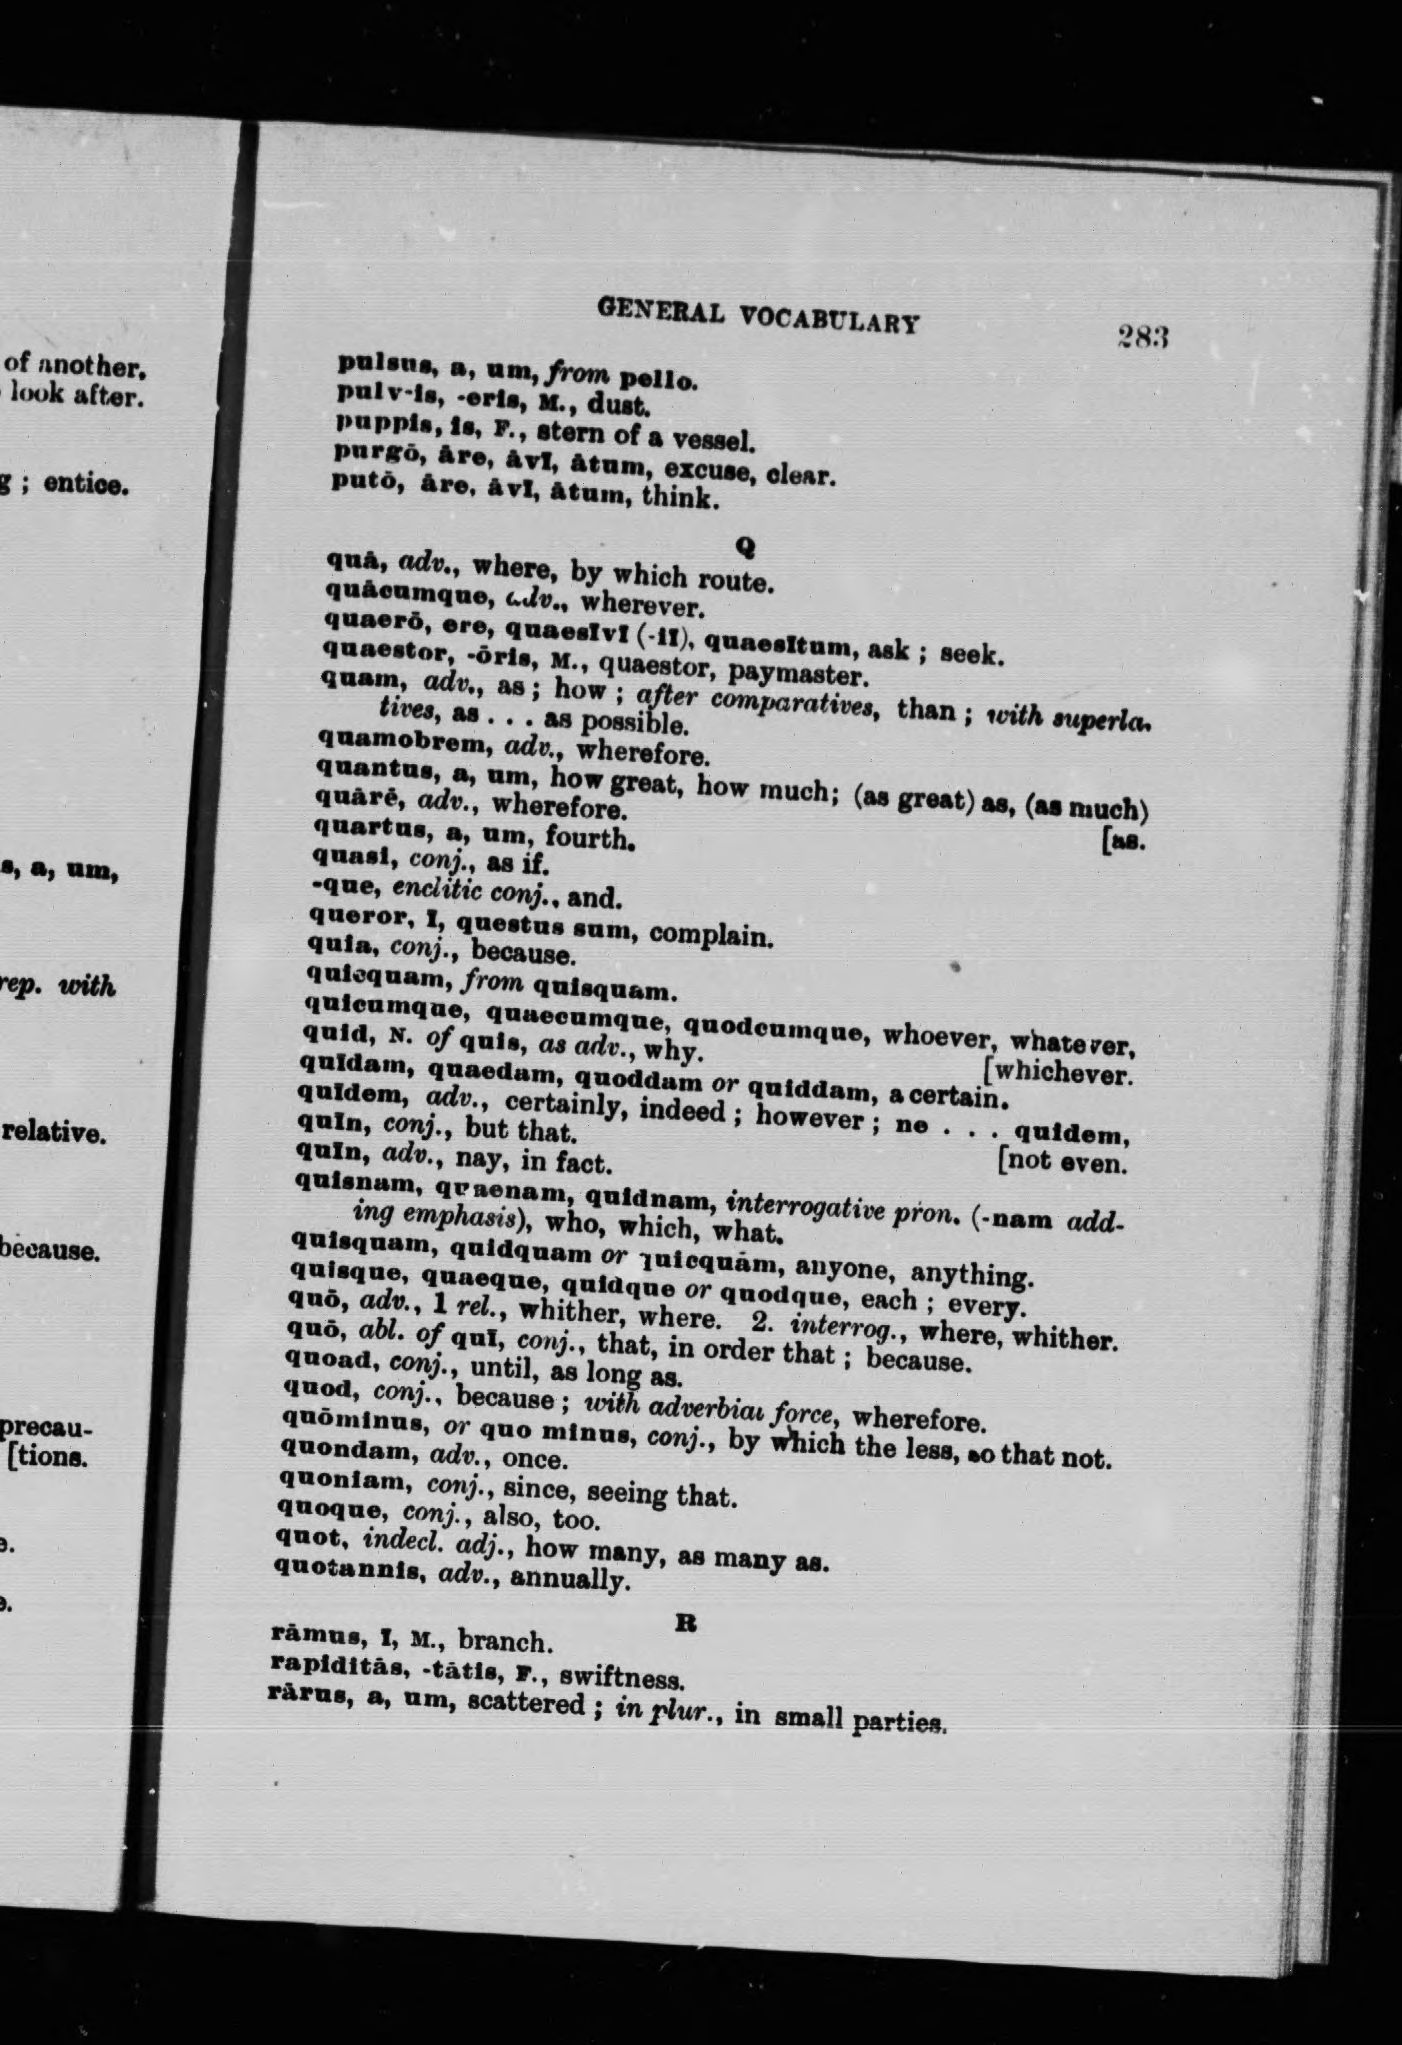 of another.
look after.
g ; entice.
s, a, um,
rep. with
relative.
because.
precau-
[tions.
e.
e.
GENERAL VOCABULARY 283
pulsus, a, um, from pello.
pulv-is, -eris, M., dust.
puppis, is, F., stern of a vessel.
purgō, āre, āvī, ātum, excuse, clear.
putō, āre, āvī, ātum, think.
Q
quā, adv., where, by which route.
quācumque, adv., wherever.
quaerō, ere, quaesīvī (-iī), quaesītum, ask ; seek.
quaestor, -ōris, M., quaestor, paymaster.
quam, adv., as ; how ; after comparatives, than ; with superla-
tives, as . . . as possible.
quamobrem, adv., wherefore.
quantus, a, um, how great, how much; (as great) as, (as much)
quārē, adv., wherefore. [as.
quartus, a, um, fourth.
quasi, conj., as if.
-que, enclitic conj., and.
queror, ī, questus sum, complain.
quia, conj., because.
quicquam, from quisquam.
quicumque, quaecumque, quodcumque, whoever, whatever,
quid, N. of quis, as adv., why. [whichever.
quīdam, quaedam, quoddam or quiddam, a certain.
quīdem, adv., certainly, indeed ; however ; ne . . . quidem,
quīn, conj., but that. [not even.
quīn, adv., nay, in fact.
quisnam, quaenam, quidnam, interrogative pron. (-nam add-
ing emphasis), who, which, what.
quisquam, quidquam or quicquam, anyone, anything.
quisque, quaeque, quidque or quodque, each ; every.
quō, adv., 1 rel., whither, where. 2. interrog., where, whither.
quō, abl. of quī, conj., that, in order that ; because.
quoad, conj., until, as long as.
quod, conj., because ; with adverbial force, wherefore.
quōminus, or quo minus, conj., by which the less, so that not.
quondam, adv., once.
quoniam, conj., since, seeing that.
quoque, conj., also, too.
quot, indecl. adj., how many, as many as.
quotannis, adv., annually.
R
rāmus, ī, M., branch.
rapiditās, -tātis, F., swiftness.
rārus, a, um, scattered ; in plur., in small parties.